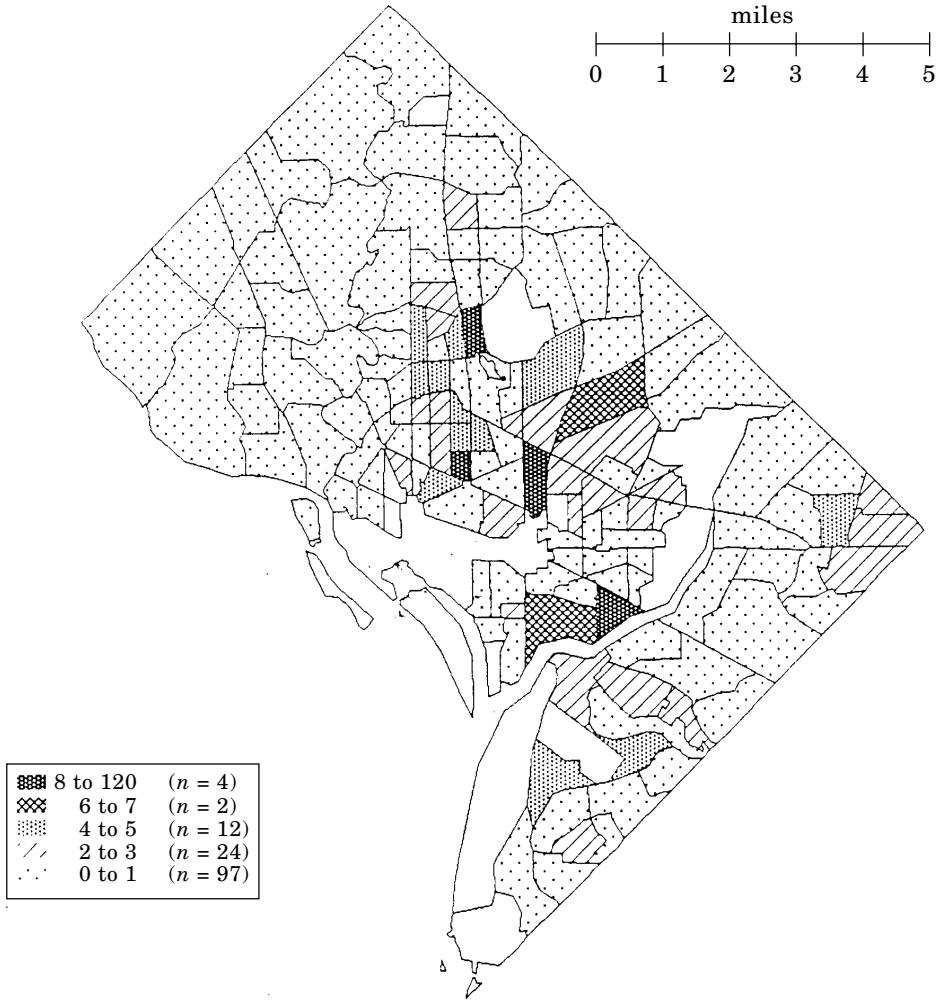 miles
0 1 2 3 4 5
8 to 120 (n = 4)
6 to 7 (n = 2)
4 to 5 (n = 12)
2 to 3 (n = 24)
0 to 1 (n = 97)